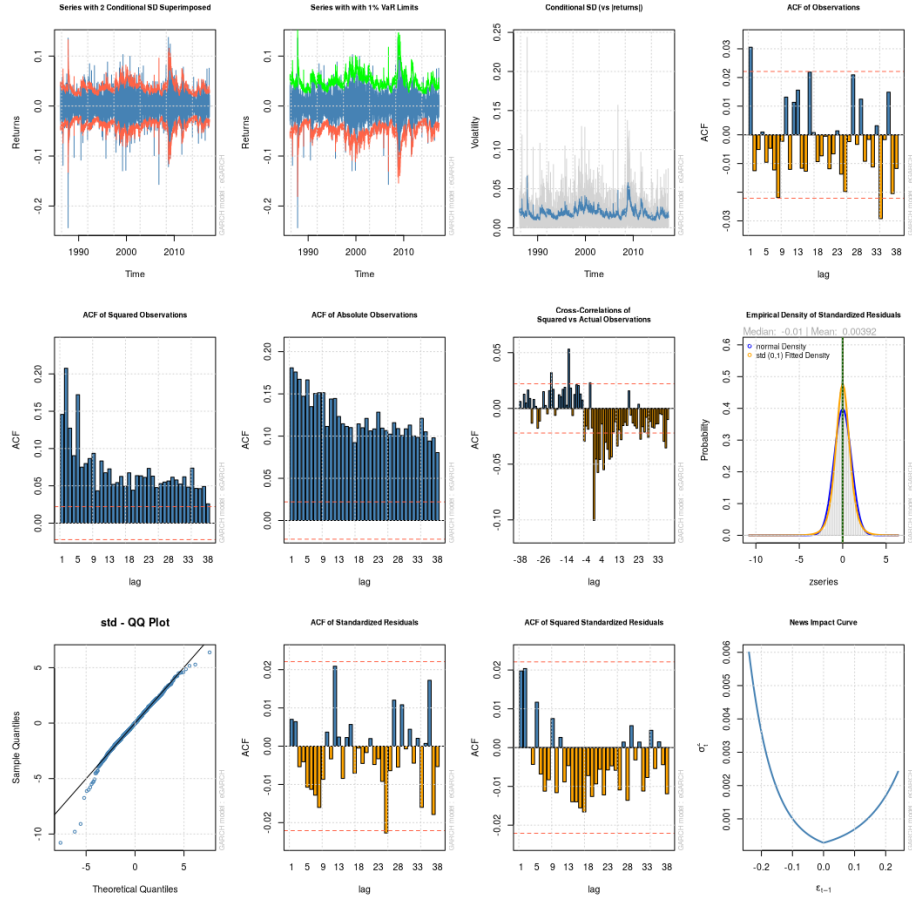 Series with 2 Conditional SD Superimposed
Returns
0.1
0.0
-0.1
-0.2
1990
2000
2010
Time
GARCH model : eGARCH
Series with with 1% VaR Limits
Returns
0.1
0.0
-0.1
-0.2
1990
2000
2010
Time
GARCH model : eGARCH
Conditional SD (vs |returns|)
Volatility
0.25
0.20
0.15
0.10
0.05
0.00
1990
2000
2010
Time
GARCH model : eGARCH
ACF of Observations
ACF
0.03
0.02
0.01
0.00
-0.01
-0.03
1 5 9 13 18 23 28 33 38
lag
GARCH model : eGARCH
ACF of Squared Observations
ACF
0.20
0.15
0.10
0.05
0.00
1 5 9 13 18 23 28 33 38
lag
GARCH model : eGARCH
ACF of Absolute Observations
ACF
0.20
0.15
0.10
0.05
0.00
1 5 9 13 18 23 28 33 38
lag
GARCH model : eGARCH
Cross-Correlations of
Squared vs Actual Observations
ACF
0.05
0.00
-0.05
-0.10
-38 -26 -14 -4 4 13 23 33
lag
GARCH model : eGARCH
Empirical Density of Standardized Residuals
Median: -0.01 | Mean: 0.00392
normal Density
std (0,1) Fitted Density
Probability
0.6
0.5
0.4
0.3
0.2
0.1
0.0
-10 -5 0 5
zseries
GARCH model : eGARCH
std - QQ Plot
Sample Quantiles
5
0
-5
-10
-5 0 5
Theoretical Quantiles
GARCH model : eGARCH
ACF of Standardized Residuals
ACF
0.02
0.01
0.00
-0.01
-0.02
1 5 9 13 18 23 28 33 38
lag
GARCH model : eGARCH
ACF of Squared Standardized Residuals
ACF
0.02
0.01
0.00
-0.01
-0.02
1 5 9 13 18 23 28 33 38
lag
GARCH model : eGARCH
News Impact Curve
0.006
0.005
0.004
0.003
0.002
0.001
-0.2 -0.1 0.0 0.1 0.2
εt−1
GARCH model : eGARCH